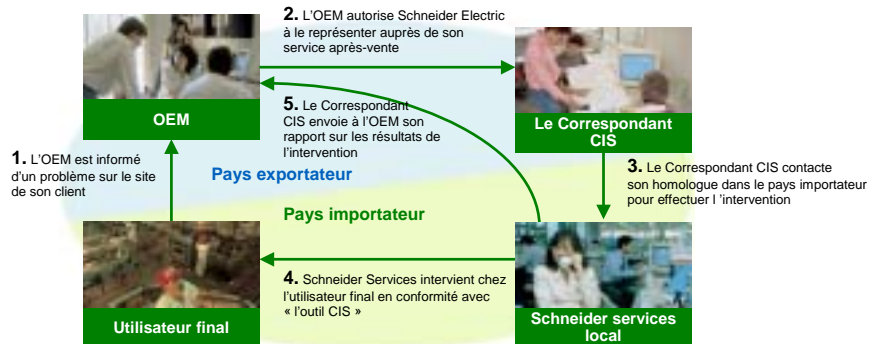 2. L'OEM autorise Schneider Electric
à le représenter auprès de son
service après-vente
OEM
5. Le Correspondant
CIS envoie à l'OEM son
rapport sur les résultats de
l'intervention
Le Correspondant
CIS
1. L'OEM est informé
d'un problème sur le site
de son client
Pays exportateur
3. Le Correspondant CIS contacte
son homologue dans le pays importateur
pour effectuer l 'intervention
Pays importateur
4. Schneider Services intervient chez
l'utilisateur final en conformité avec
« l'outil CIS »
Utilisateur final
Schneider services
local